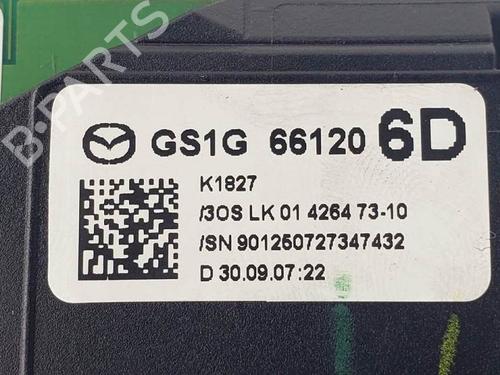 B-PARTS
GS1G 66120 6D
K1827
/3OS LK 01 4264 73-10
/SN 901250727347432
D 30.09.07:22